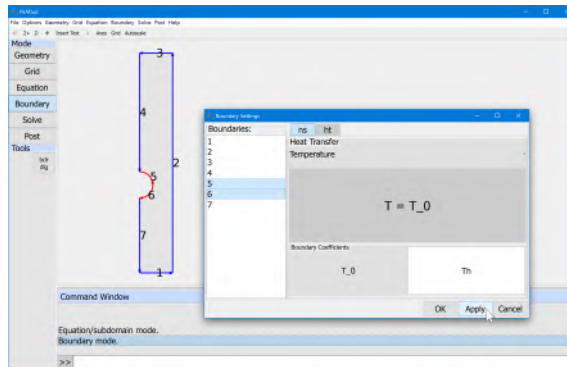 FEATool
File Options Geometry Grid Equation Boundary Solve Post Help
Insert Text Axes Grid Autoscale
Mode
Geometry
Grid
Equation
Boundary
Solve
Post
Tools
bdr
dlg
3
4
2
5
6
7
1
Boundary Settings
Boundaries:
1
2
3
4
5
6
7
ns ht
Heat Transfer
Temperature
T = T_0
Boundary Coefficients
T_0
Th
OK Apply Cancel
Command Window
Equation/subdomain mode.
Boundary mode.
>>